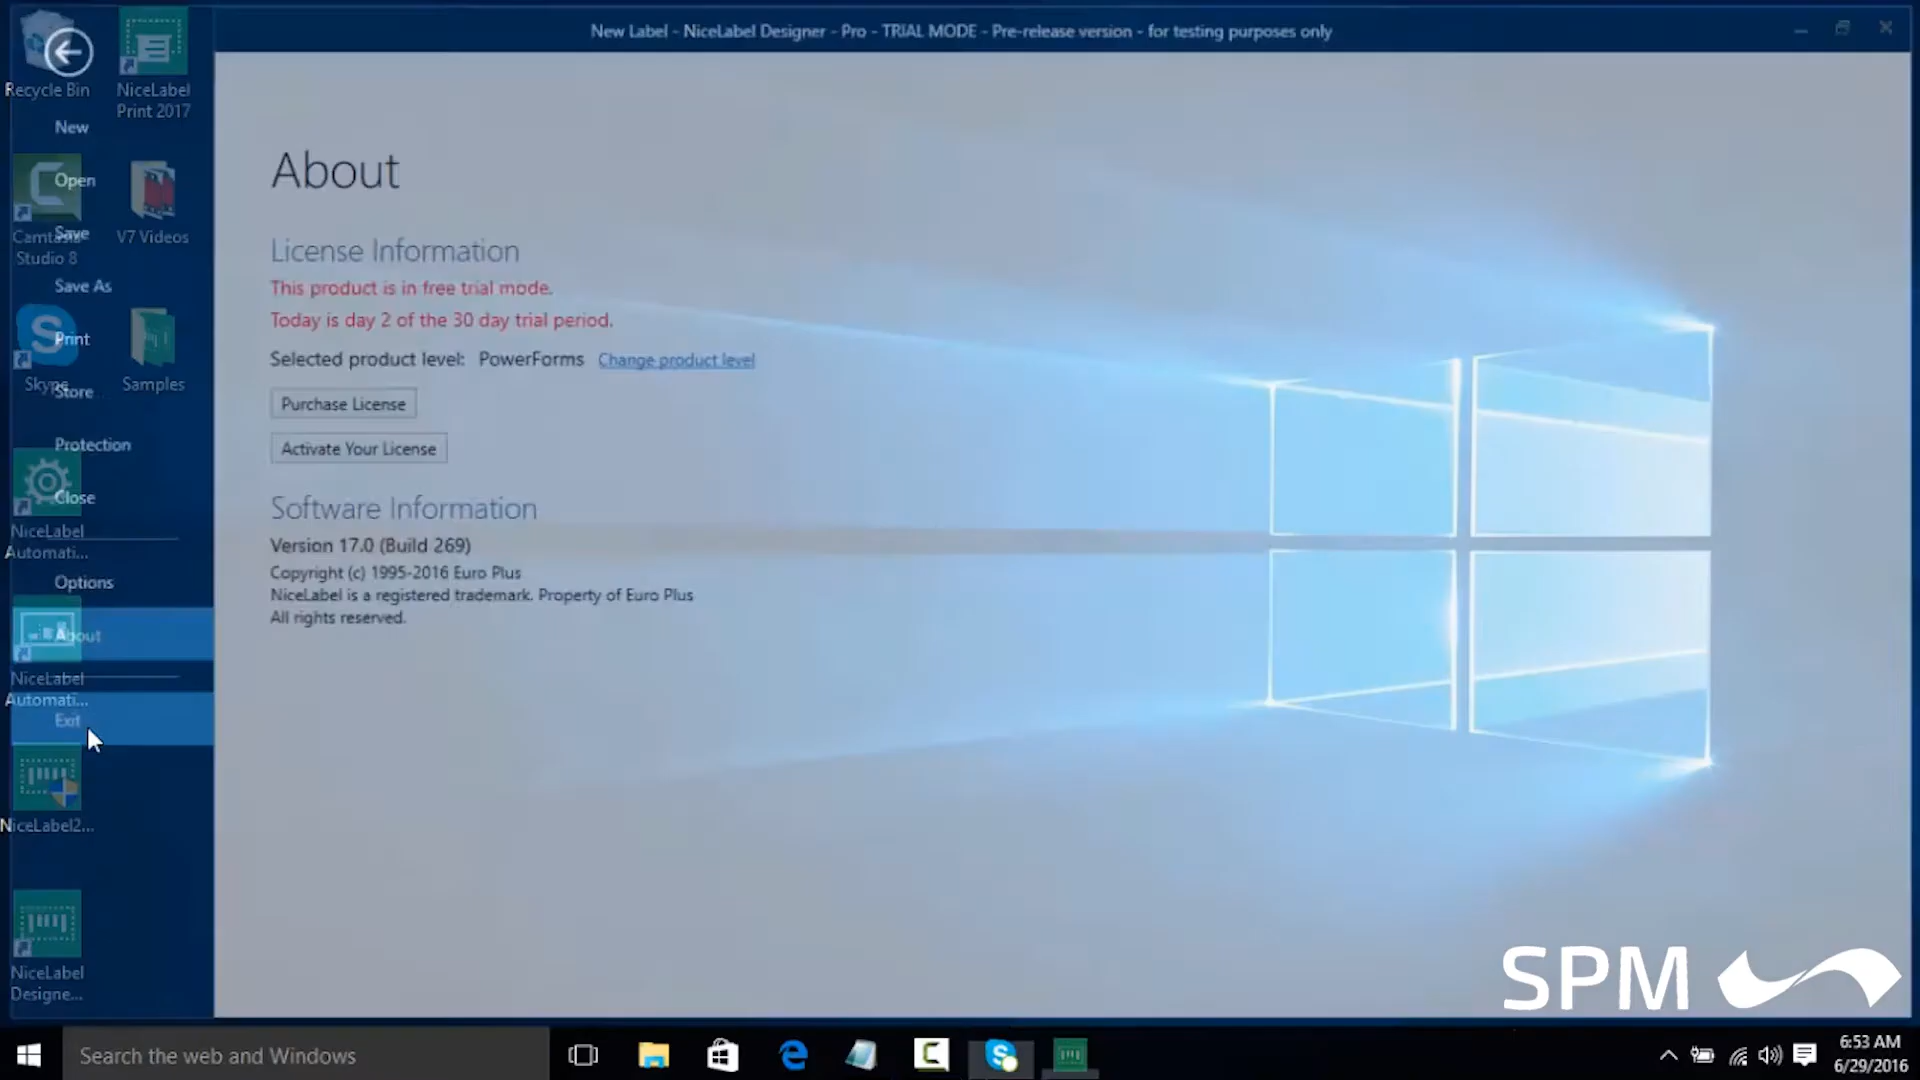 New Label - NiceLabel Designer - Pro - TRIAL MODE - Pre-release version - for testing purposes only
Recycle Bin
NiceLabel
Print 2017
New
Open
Camtasia
Studio 8
V7 Videos
Save
Save As
Print
Skype
Samples
Store
Protection
Close
NiceLabel
Automati...
Options
About
NiceLabel
Automati...
Exit
NiceLabel2...
NiceLabel
Designe...
About
License Information
This product is in free trial mode.
Today is day 2 of the 30 day trial period.
Selected product level: PowerForms Change product level
Purchase License
Activate Your License
Software Information
Version 17.0 (Build 269)
Copyright (c) 1995-2016 Euro Plus
NiceLabel is a registered trademark. Property of Euro Plus
All rights reserved.
SPM
Search the web and Windows
6:53 AM
6/29/2016